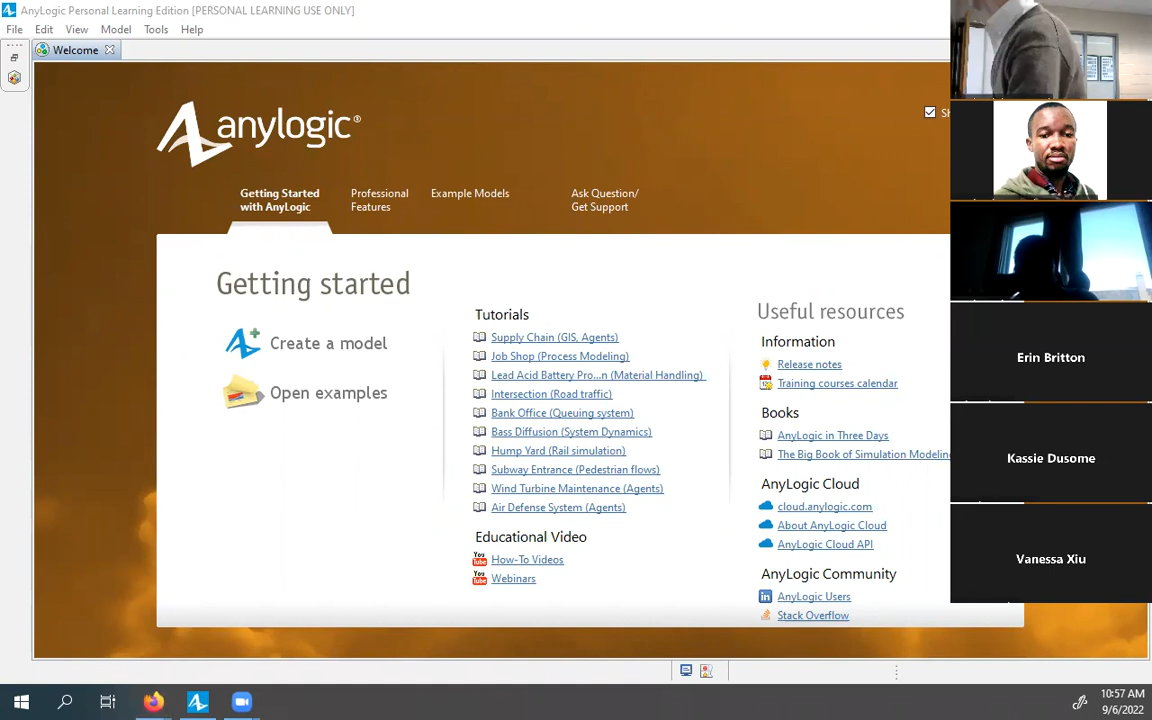 AnyLogic Personal Learning Edition [PERSONAL LEARNING USE ONLY]
File Edit View Model Tools Help
Welcome
anylogic®
Getting Started with AnyLogic
Professional Features
Example Models
Ask Question/ Get Support
Getting started
Create a model
Open examples
Tutorials
Supply Chain (GIS, Agents)
Job Shop (Process Modeling)
Lead Acid Battery Pro...n (Material Handling)
Intersection (Road traffic)
Bank Office (Queuing system)
Bass Diffusion (System Dynamics)
Hump Yard (Rail simulation)
Subway Entrance (Pedestrian flows)
Wind Turbine Maintenance (Agents)
Air Defense System (Agents)
Educational Video
How-To Videos
Webinars
Useful resources
Information
Release notes
Training courses calendar
Books
AnyLogic in Three Days
The Big Book of Simulation Modeling
AnyLogic Cloud
cloud.anylogic.com
About AnyLogic Cloud
AnyLogic Cloud API
AnyLogic Community
AnyLogic Users
Stack Overflow
Erin Britton
Kassie Dusome
Vanessa Xiu
10:57 AM
9/6/2022